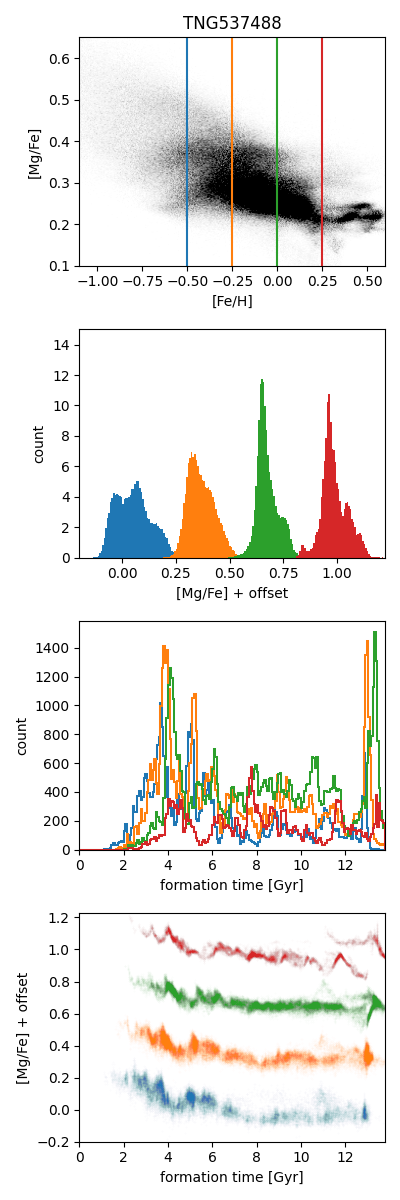 TNG537488
0.6
0.5
0.4
0.3
0.2
0.1
[Mg/Fe]
−1.00 −0.75 −0.50 −0.25 0.00 0.25 0.50
[Fe/H]
14
12
10
8
6
4
2
0
count
0.00 0.25 0.50 0.75 1.00
[Mg/Fe] + offset
1400
1200
1000
800
600
400
200
0
count
0 2 4 6 8 10 12
formation time [Gyr]
1.2
1.0
0.8
0.6
0.4
0.2
0.0
−0.2
[Mg/Fe] + offset
0 2 4 6 8 10 12
formation time [Gyr]